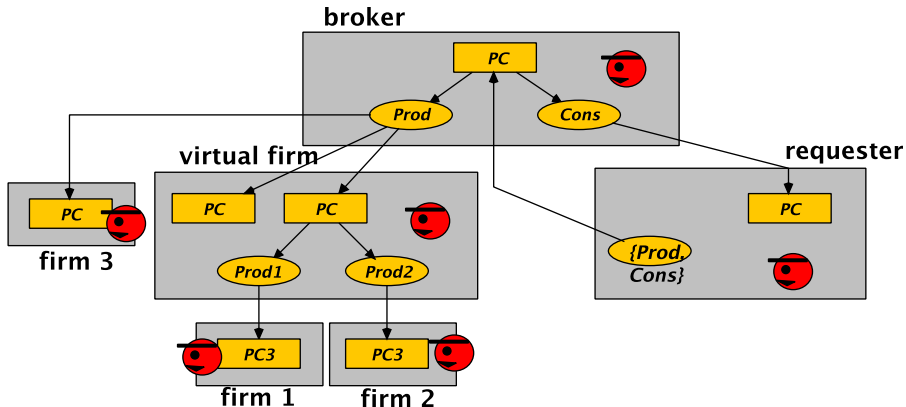 broker
PC
Prod
Cons
virtual firm
requester
PC
PC
PC
PC
firm 3
{Prod,
Cons}
Prod1
Prod2
PC3
PC3
firm 1
firm 2